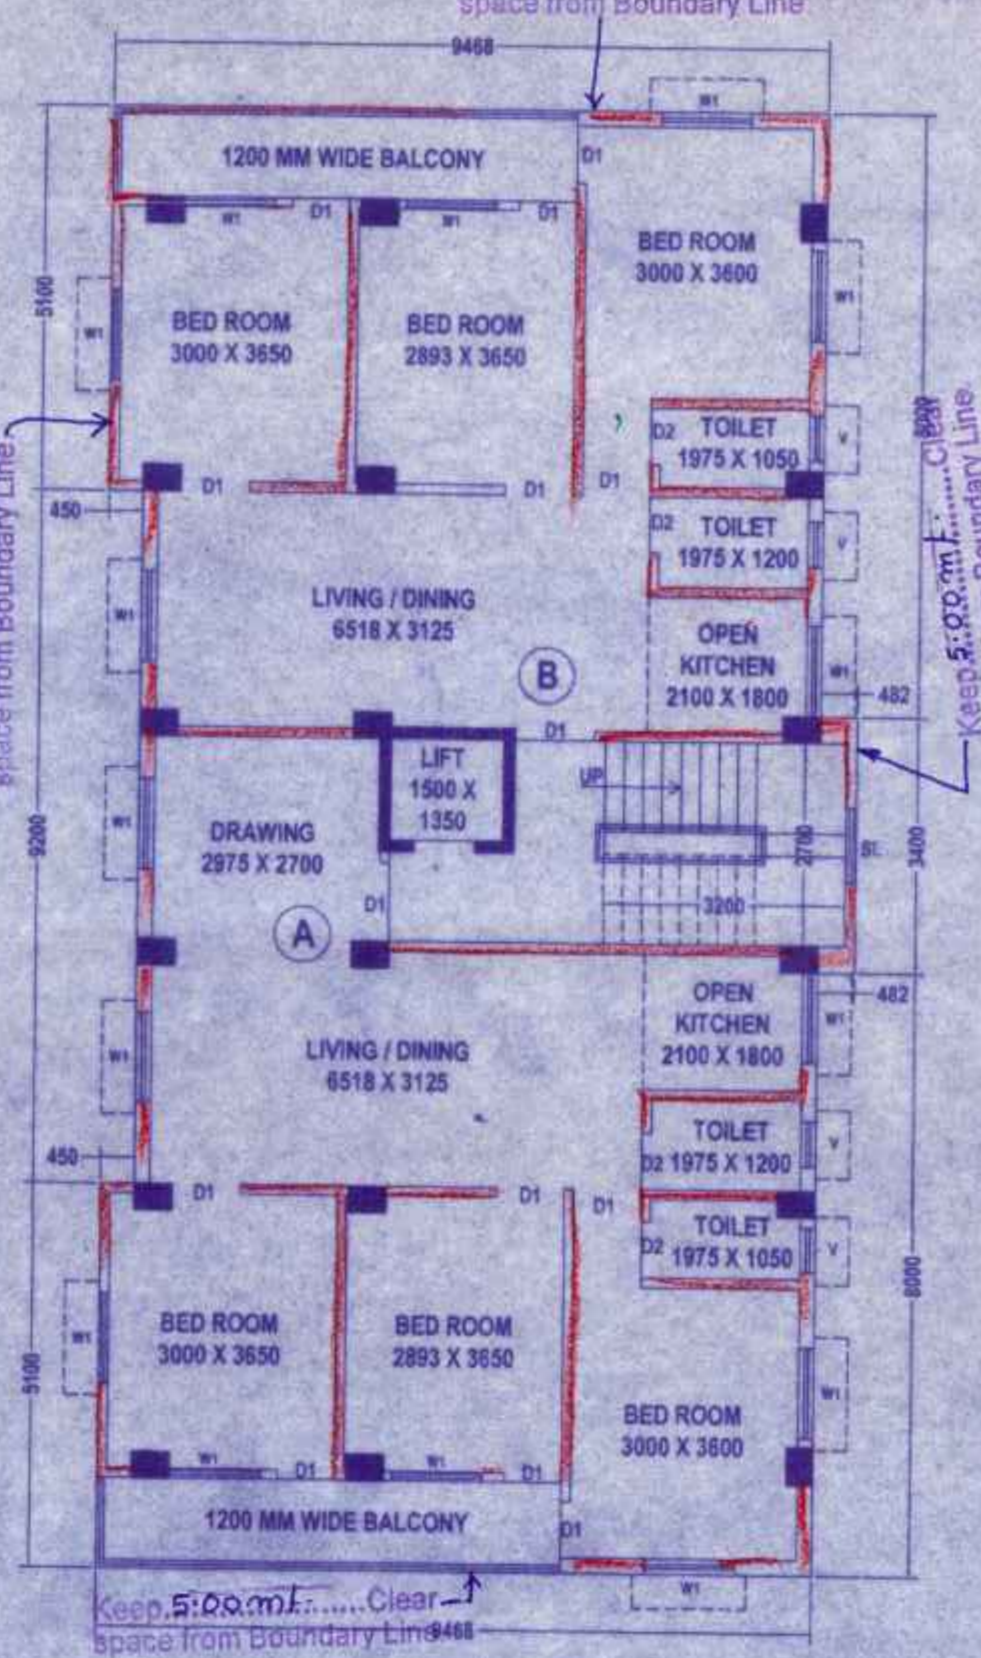 space from Boundary Line
9468
W1
1200 MM WIDE BALCONY
D1
W1
D1
W1
D1
BED ROOM
3000 X 3600
5100
W1
BED ROOM
3000 X 3650
BED ROOM
2893 X 3650
W1
D2
TOILET
1975 X 1050
V
8000
D1
D1
D1
450
D2
TOILET
1975 X 1200
V
space from Boundary Line
Keep 5:00 mt. Clear
Boundary Line
W1
LIVING / DINING
6518 X 3125
OPEN
KITCHEN
2100 X 1800
W1
482
B
D1
LIFT
1500 X
1350
UP
W1
DRAWING
2975 X 2700
9200
2700
3400
D1
3200
A
OPEN
KITCHEN
2100 X 1800
W1
482
W1
LIVING / DINING
6518 X 3125
450
TOILET
D2 1975 X 1200
V
D1
D1
D1
TOILET
D2 1975 X 1050
V
8000
W1
BED ROOM
3000 X 3650
BED ROOM
2893 X 3650
5100
W1
BED ROOM
3000 X 3600
W1
D1
W1
D1
1200 MM WIDE BALCONY
D1
W1
Keep 5:00 mt. Clear
space from Boundary Line
9468